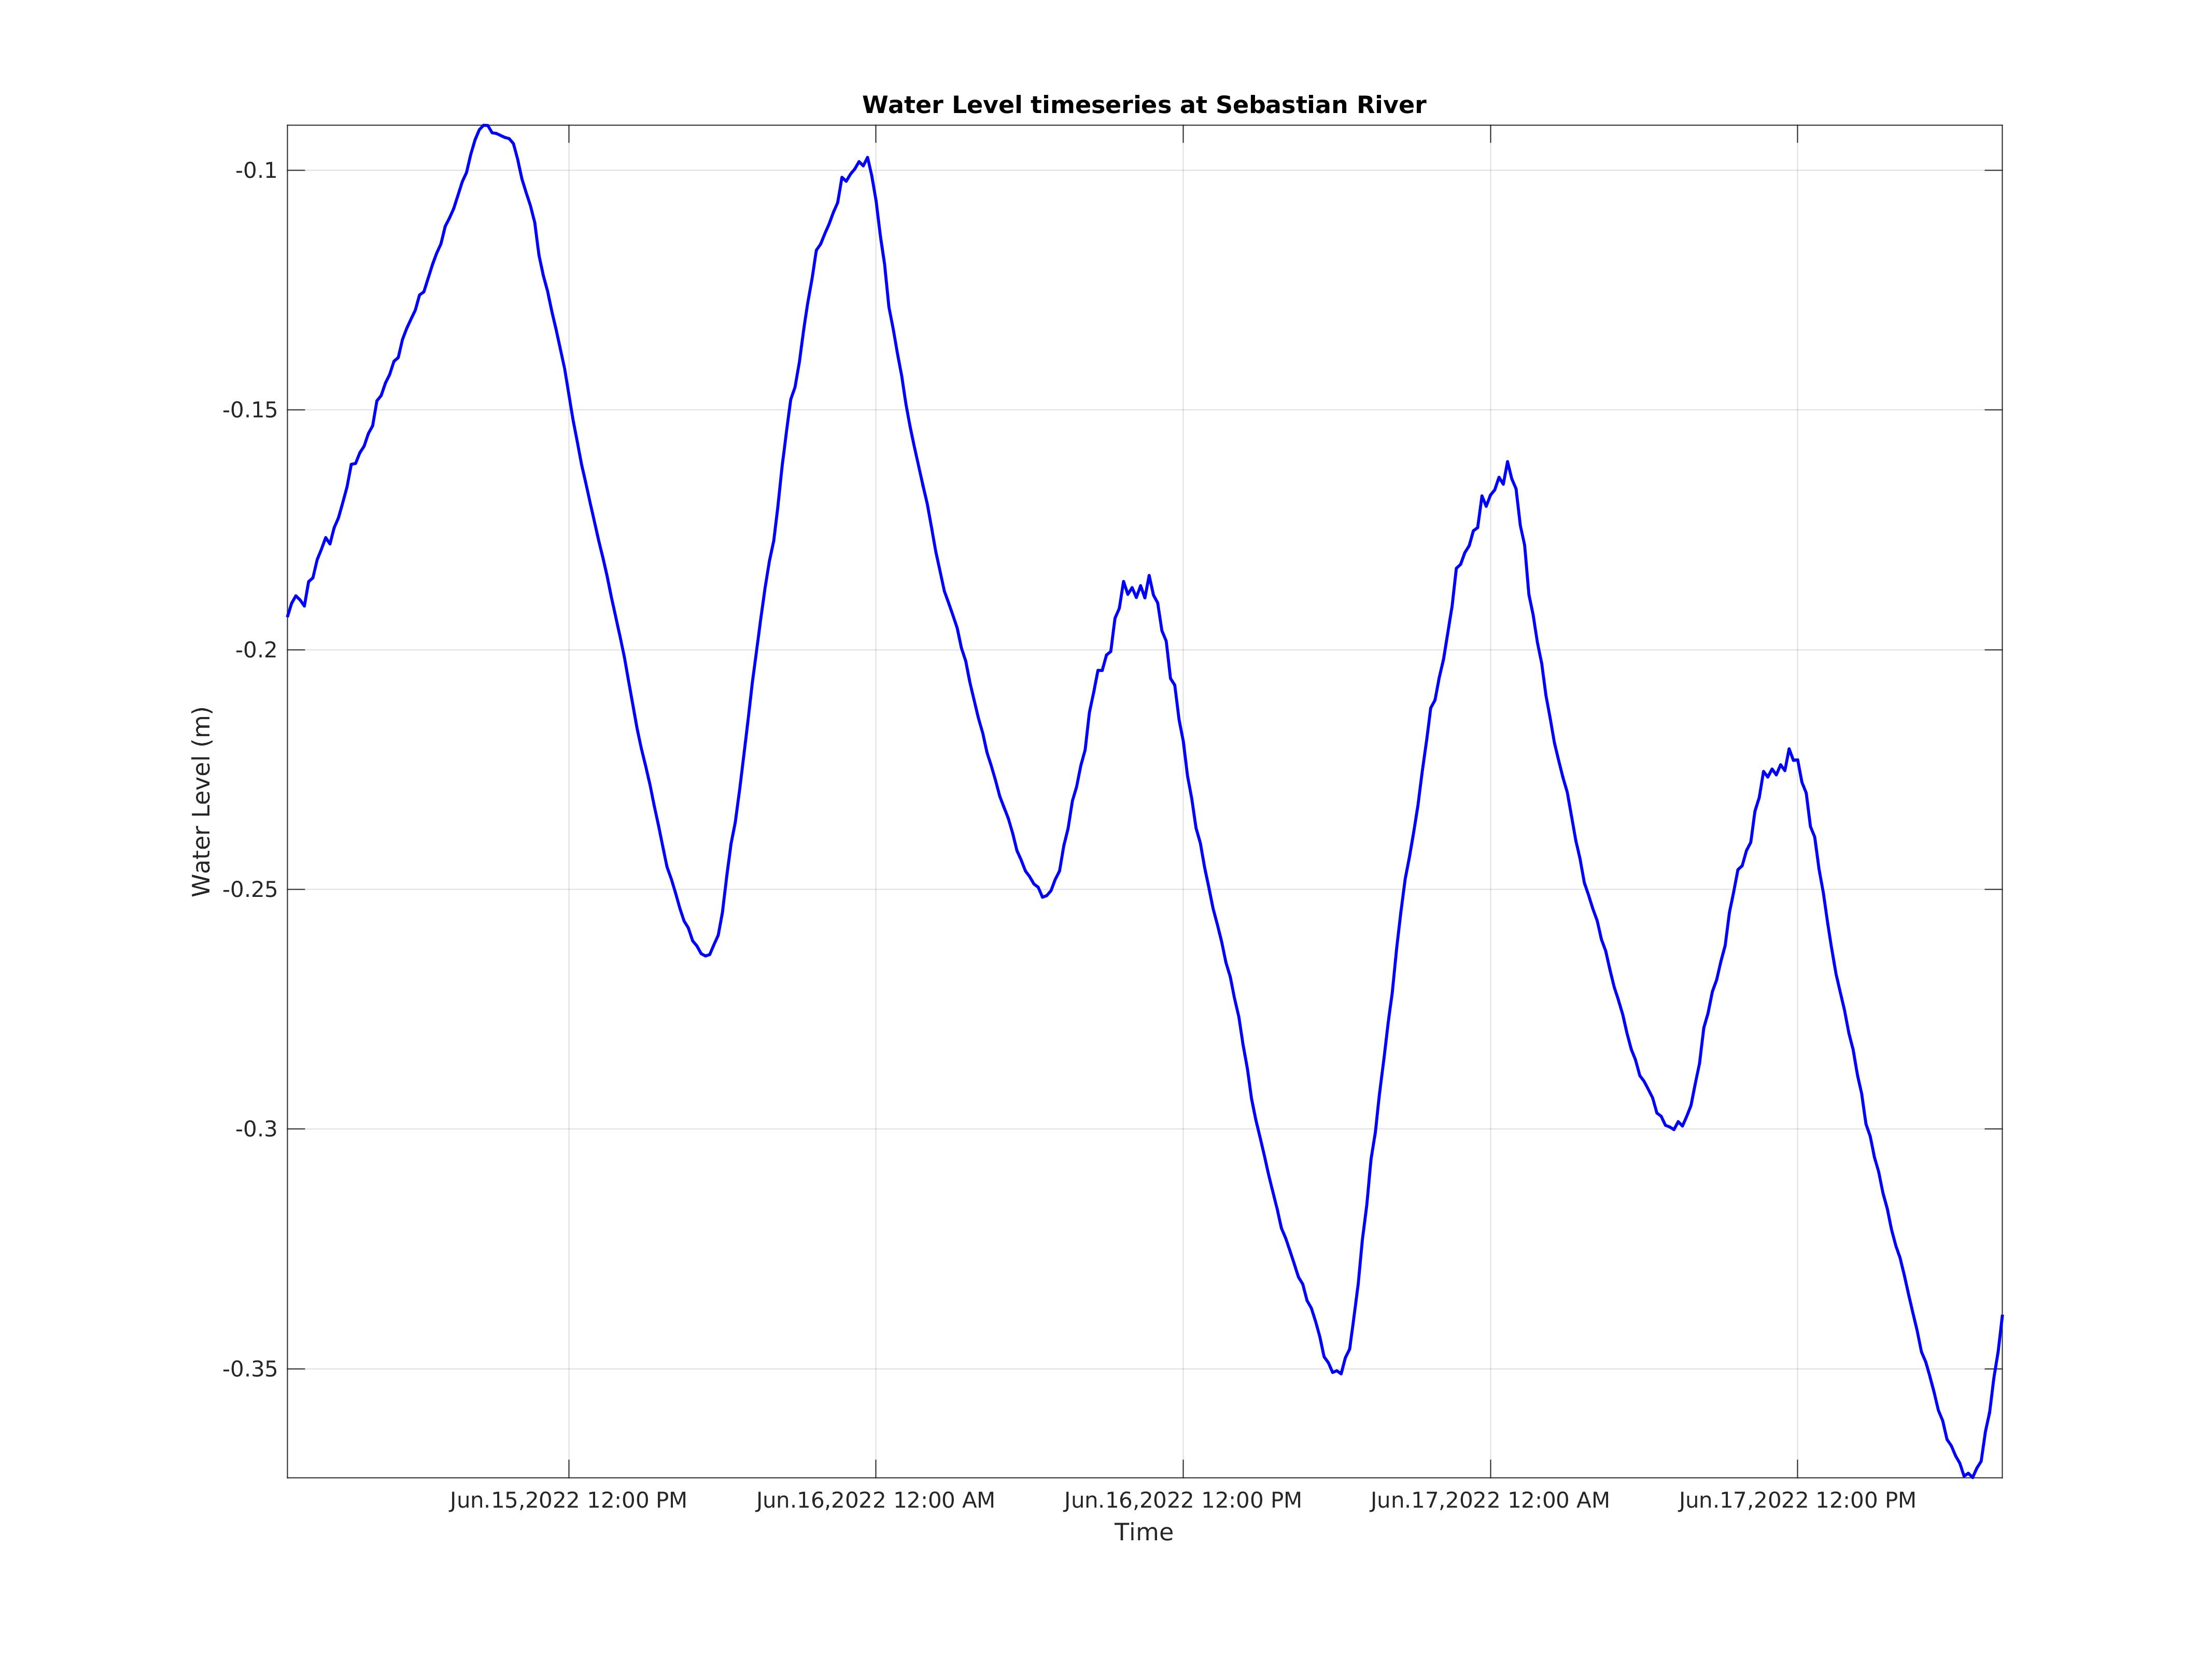 Water Level timeseries at Sebastian River
-0.1
-0.15
-0.2
-0.25
-0.3
-0.35
Water Level (m)
Jun.15,2022 12:00 PM
Jun.16,2022 12:00 AM
Jun.16,2022 12:00 PM
Jun.17,2022 12:00 AM
Jun.17,2022 12:00 PM
Time